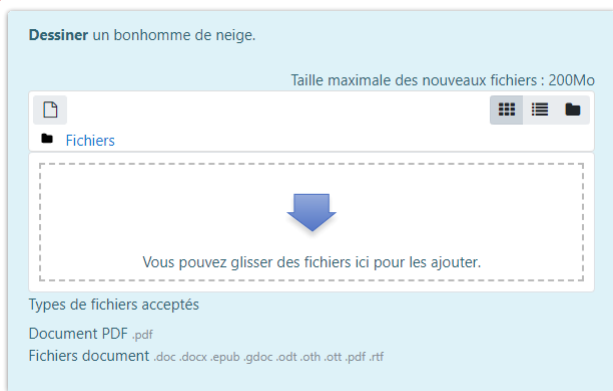 Dessiner un bonhomme de neige.
Taille maximale des nouveaux fichiers : 200Mo
Fichiers
Vous pouvez glisser des fichiers ici pour les ajouter.
Types de fichiers acceptés
Document PDF .pdf
Fichiers document .doc .docx .epub .gdoc .odt .oth .ott .pdf .rtf